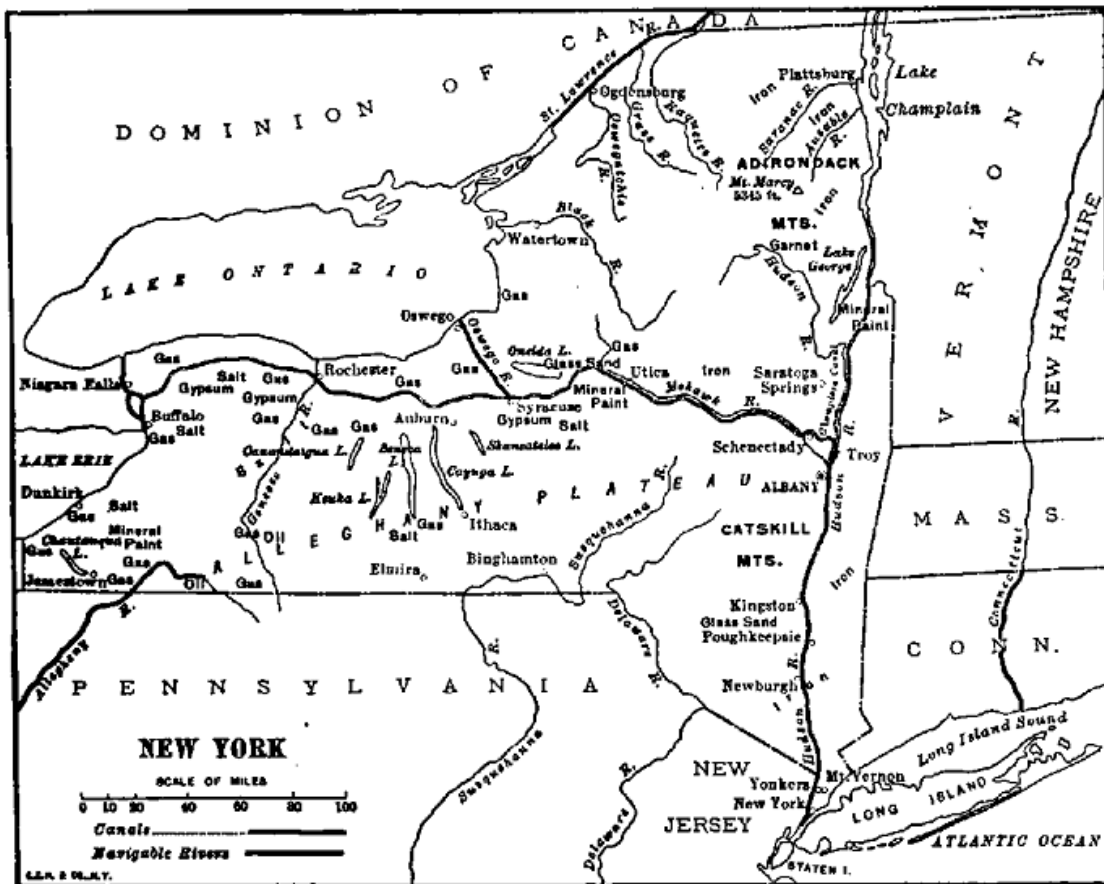 DOMINION OF CANADA
St. Lawrence
R.
Ogdensburg
Oswegatchie
R.
Grass R.
Raquette R.
Iron
Plattsburg
Saranac R.
Iron
Ausable
R.
Lake
Champlain
ADIRONDACK
Mt. Marcy
5345 ft.
Iron
MTS.
Garnet
Lake
George
Hudson
R.
Mineral
Paint
VERMONT
NEW HAMPSHIRE
Black
R.
Watertown
LAKE ONTARIO
Gas
Oswego
Oswego R.
Oneida L.
Gas
Gas
Glass Sand
Utica
Iron
Saratoga
Springs
Champlain Canal
Mohawk
R.
Mineral
Paint
Niagara Falls
Gas
Salt
Gypsum
Gas
Gypsum
Rochester
Gas
Syracuse
Gypsum
Salt
Auburn
Buffalo
Salt
Gas
Gas
Gas
Gas
Genesee
R.
Canandaigua L.
Seneca
L.
Skaneateles L.
Cayuga L.
Keuka L.
Schenectady
Troy
R.
ALBANY
Hudson
LAKE ERIE
Dunkirk
Gas
Salt
Mineral
Paint
Chautauqua
L.
Gas
Gas
Jamestown
Gas
Oil
Gas
Gas
Oil
ALLEGHANY PLATEAU
Gas
Salt
Ithaca
Elmira
Binghamton
Susquehanna
R.
CATSKILL
MTS.
Iron
MASS.
R.
Connecticut
CONN.
Kingston
Glass Sand
Poughkeepsie
R.
Newburgh
Iron
Hudson
Delaware
R.
R.
Allegheny
R.
PENNSYLVANIA
Susquehanna
Delaware
R.
NEW
JERSEY
Yonkers
Mt. Vernon
New York
LONG ISLAND
Long Island Sound
STATEN I.
ATLANTIC OCEAN
NEW YORK
SCALE OF MILES
0 10 20 40 60 80 100
Canals
Navigable Rivers